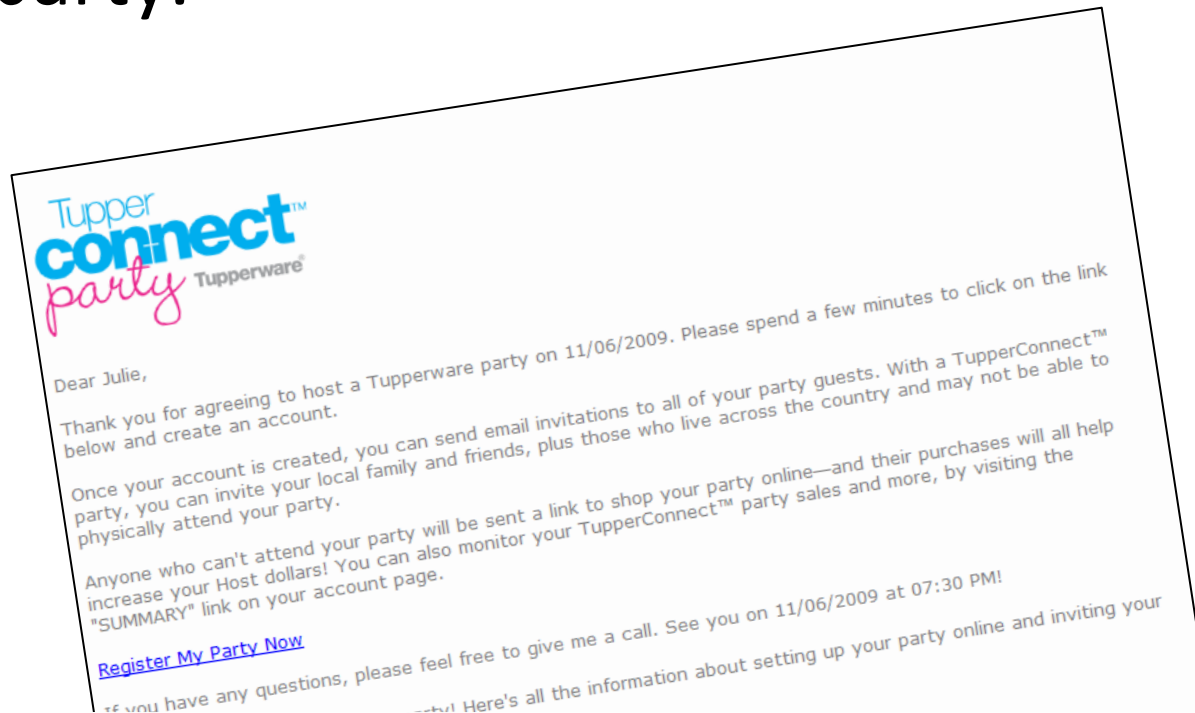 party.
Tupper
connect™
party Tupperware®
Dear Julie,
Thank you for agreeing to host a Tupperware party on 11/06/2009. Please spend a few minutes to click on the link
below and create an account.
Once your account is created, you can send email invitations to all of your party guests. With a TupperConnect™
party, you can invite your local family and friends, plus those who live across the country and may not be able to
physically attend your party.
Anyone who can't attend your party will be sent a link to shop your party online—and their purchases will all help
increase your Host dollars! You can also monitor your TupperConnect™ party sales and more, by visiting the
"SUMMARY" link on your account page.
Register My Party Now
If you have any questions, please feel free to give me a call. See you on 11/06/2009 at 07:30 PM!
Here's all the information about setting up your party online and inviting your